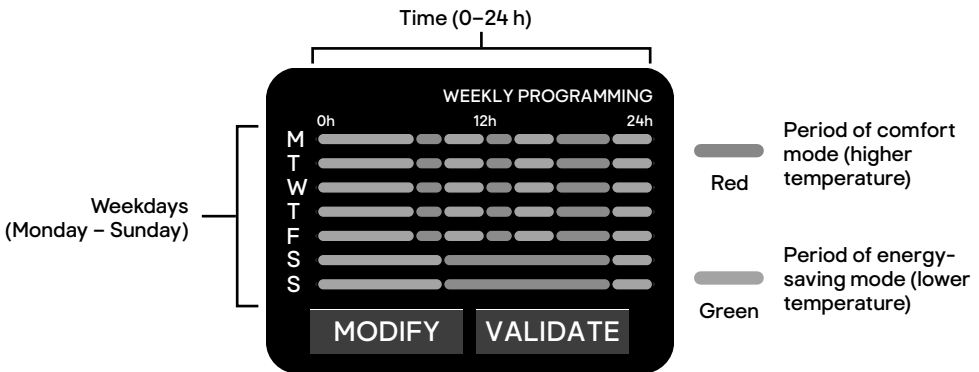 Time (0–24 h)
WEEKLY PROGRAMMING
0h 12h 24h
M
T
W
T
F
S
S
MODIFY VALIDATE
Weekdays
(Monday – Sunday)
Red
Period of comfort
mode (higher
temperature)
Green
Period of energy-
saving mode (lower
temperature)